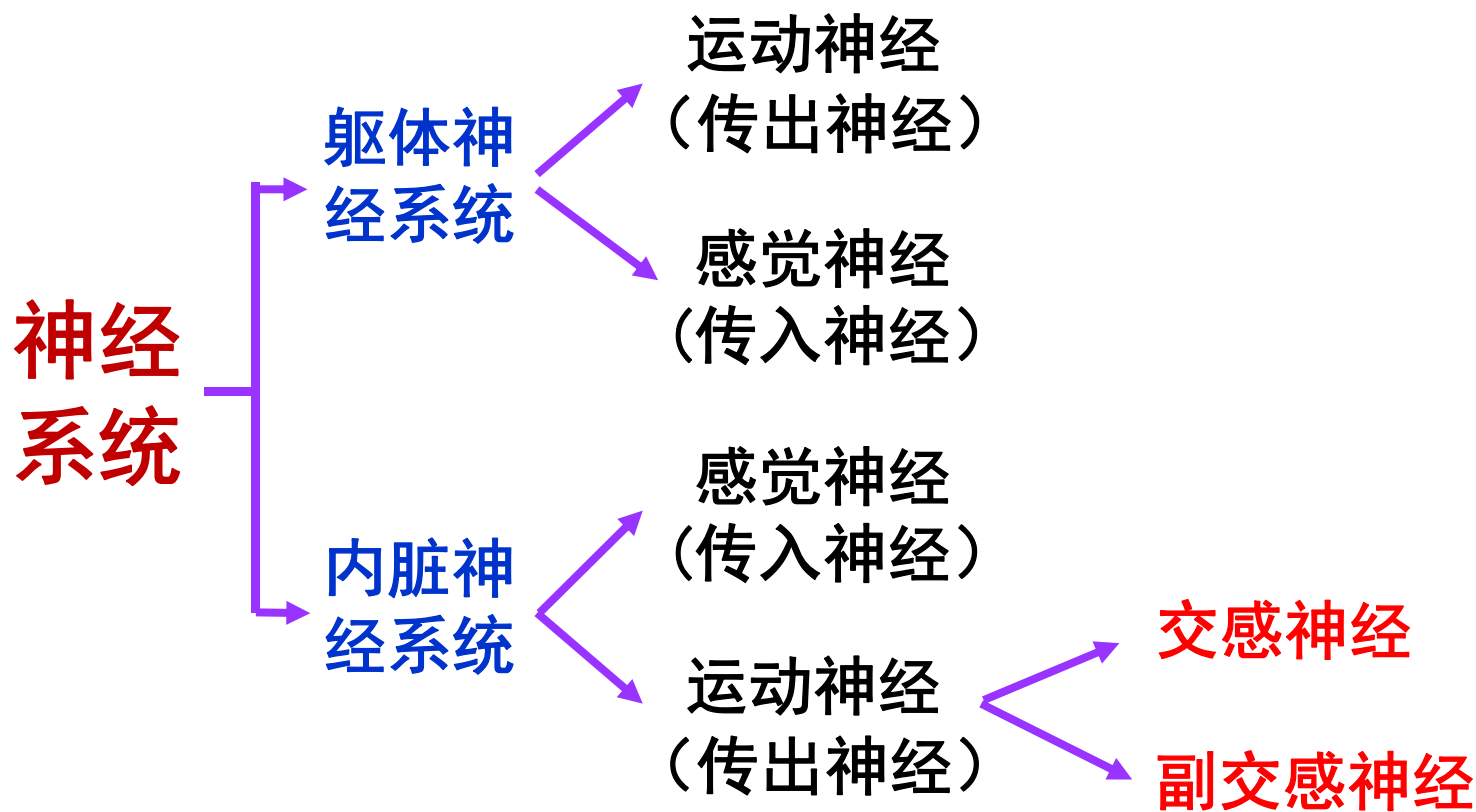 神经
系统
躯体神
经系统
运动神经
（传出神经）
感觉神经
（传入神经）
内脏神
经系统
感觉神经
（传入神经）
运动神经
（传出神经）
交感神经
副交感神经